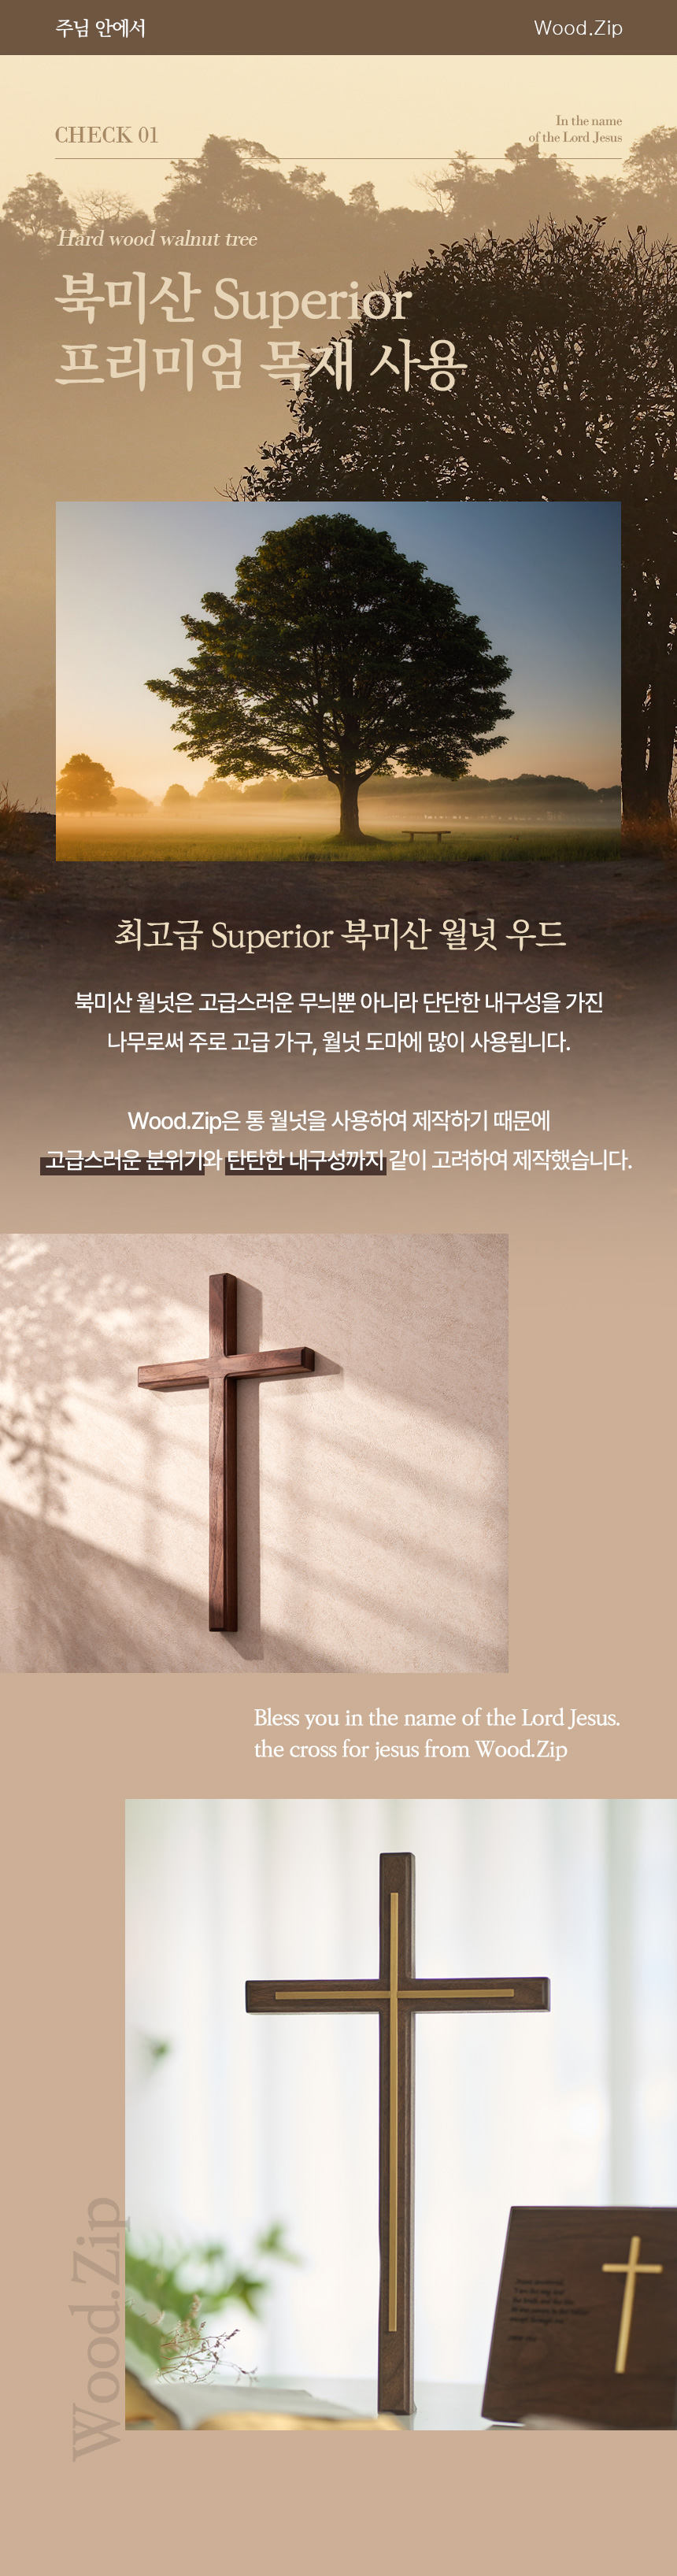 주님 안에서
Wood.Zip
CHECK 01
In the name
of the Lord Jesus
Hard wood walnut tree
북미산 Superior
프리미엄 목재 사용
최고급 Superior 북미산 월넛 우드
북미산 월넛은 고급스러운 무늬뿐 아니라 단단한 내구성을 가진
나무로써 주로 고급 가구, 월넛 도마에 많이 사용됩니다.
Wood.Zip은 통 월넛을 사용하여 제작하기 때문에
고급스러운 분위기와 탄탄한 내구성까지 같이 고려하여 제작했습니다.
Bless you in the name of the Lord Jesus.
the cross for jesus from Wood.Zip
Wood.Zip